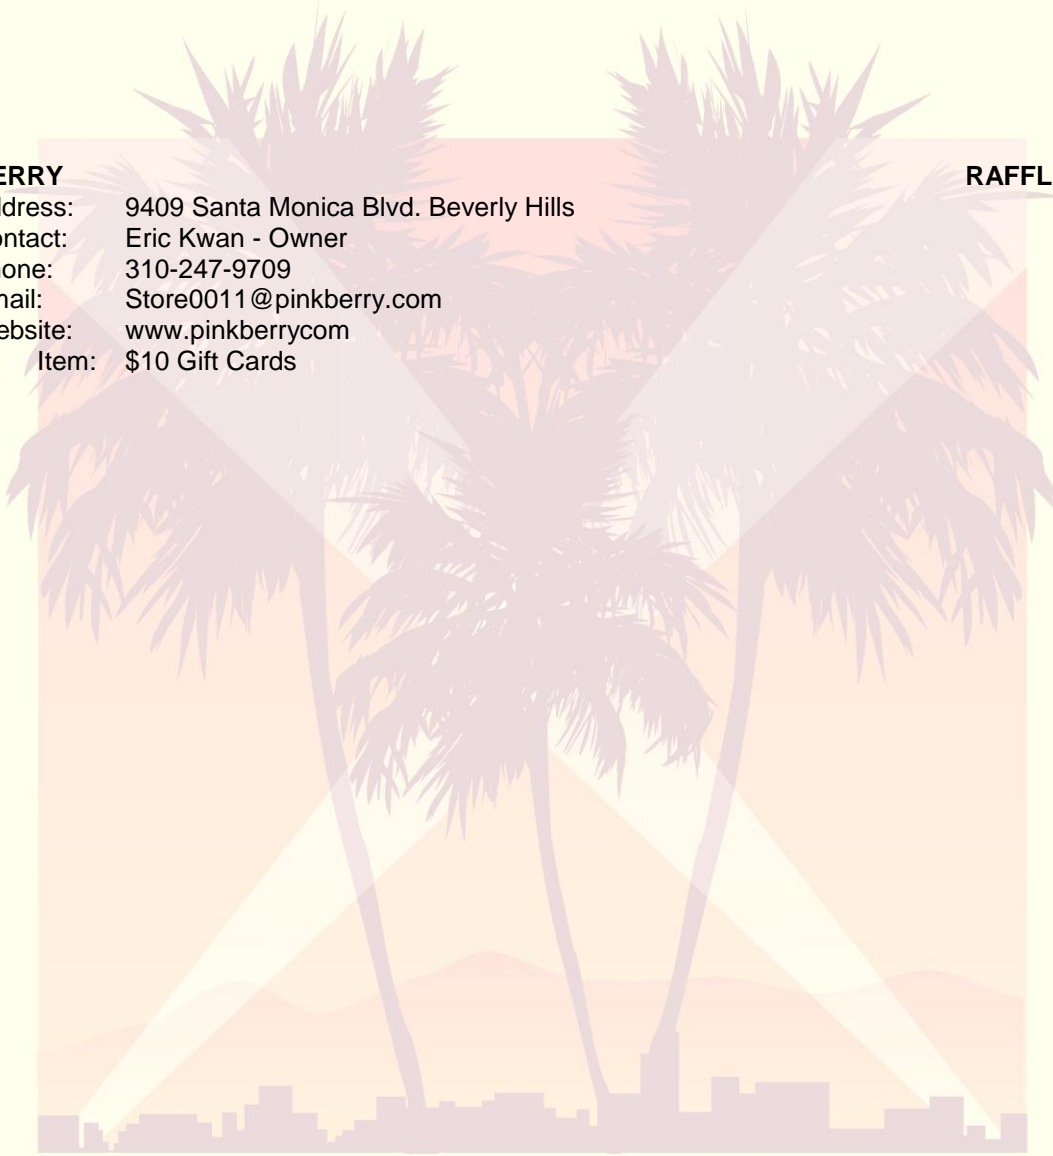 ERRY RAFFL
ddress: 9409 Santa Monica Blvd. Beverly Hills
ontact: Eric Kwan - Owner
hone: 310-247-9709
mail: Store0011@pinkberry.com
ebsite: www.pinkberrycom
Item: $10 Gift Cards